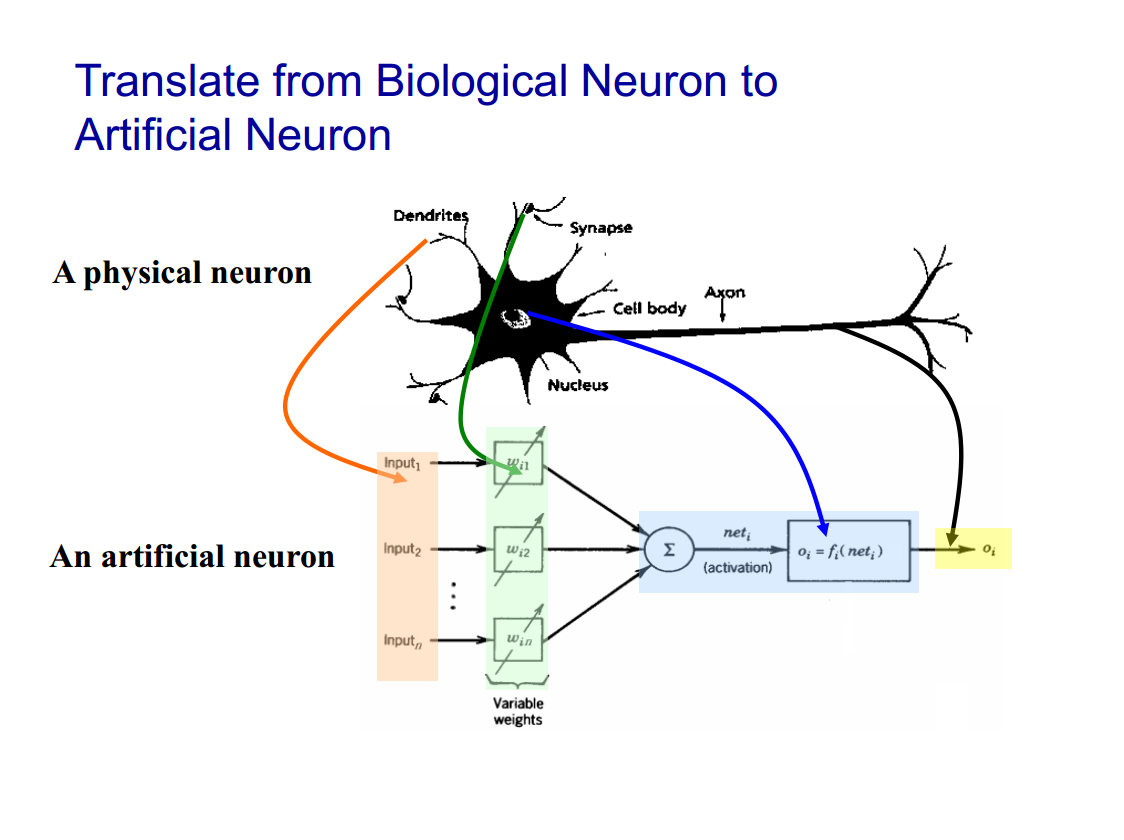 Translate from Biological Neuron to
Artificial Neuron
Dendrites
Synapse
A physical neuron
Axon
Cell body
Nucleus
Input₁
wᵢ₁
netᵢ
An artificial neuron
Input₂
wᵢ₂
Σ
oᵢ = fᵢ( netᵢ )
oᵢ
(activation)
⋮
Inputₙ
wᵢₙ
Variable
weights